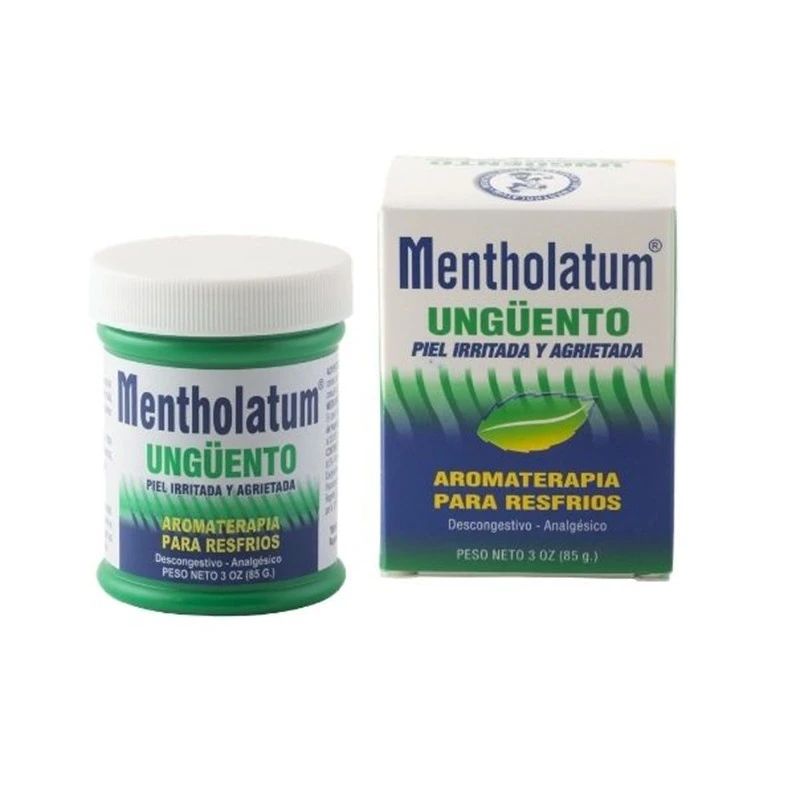 Mentholatum®
UNGÜENTO
PIEL IRRITADA Y AGRIETADA
AROMATERAPIA
PARA RESFRIOS
Descongestivo - Analgésico
PESO NETO 3 OZ (85 G.)
UNGÜENTO
Mentholatum®
UNGÜENTO
PIEL IRRITADA Y AGRIETADA
AROMATERAPIA
PARA RESFRIOS
Descongestivo - Analgésico
PESO NETO 3 OZ (85 g.)